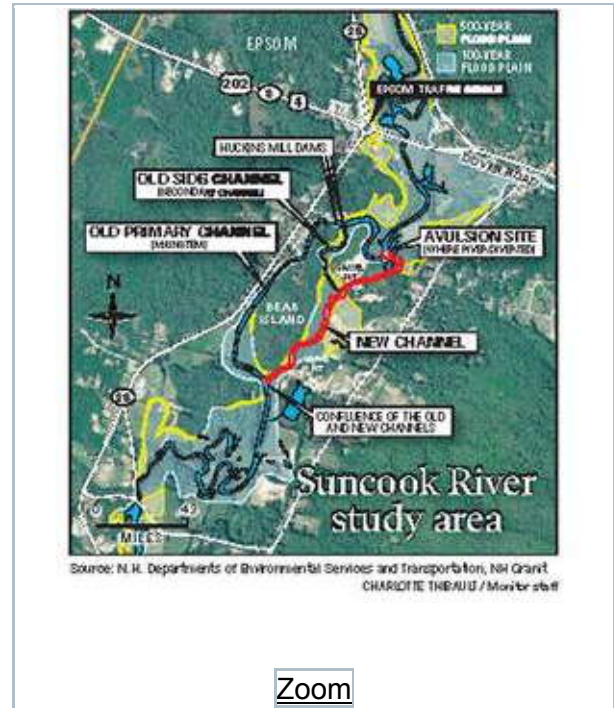 500-YEAR
FLOOD PLAIN
100-YEAR
FLOOD PLAIN
EPSOM
28
202
9
4
EPSOM TRAFFIC CIRCLE
HUCKINS MILL DAMS
DOVER ROAD
OLD SIDE CHANNEL
(SECONDARY CHANNEL)
OLD PRIMARY CHANNEL
(MAINSTEM)
AVULSION SITE
(WHERE RIVER DIVERTED)
N
BEAR
ISLAND
NEW CHANNEL
28
CONFLUENCE OF THE OLD
AND NEW CHANNELS
Suncook River
study area
0
MILES
Source: N.H. Departments of Environmental Services and Transportation, NH Granit
CHARLOTTE THIBAULT / Monitor staff
Zoom